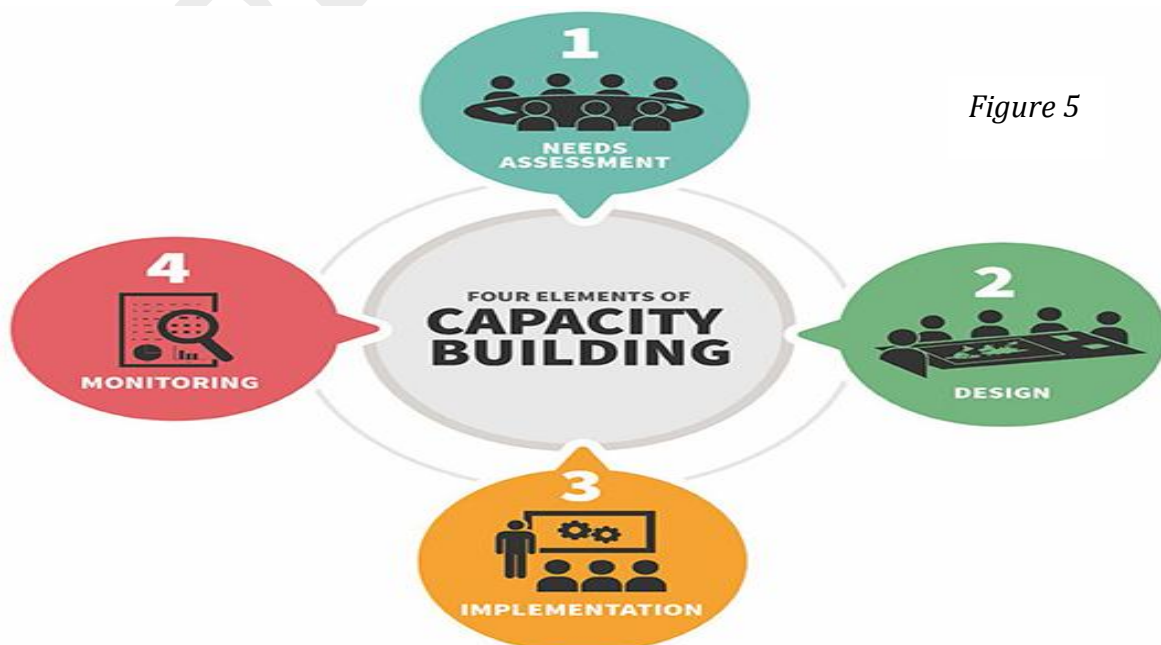 1
NEEDS
ASSESSMENT
Figure 5
4
MONITORING
FOUR ELEMENTS OF
CAPACITY
BUILDING
2
DESIGN
3
IMPLEMENTATION